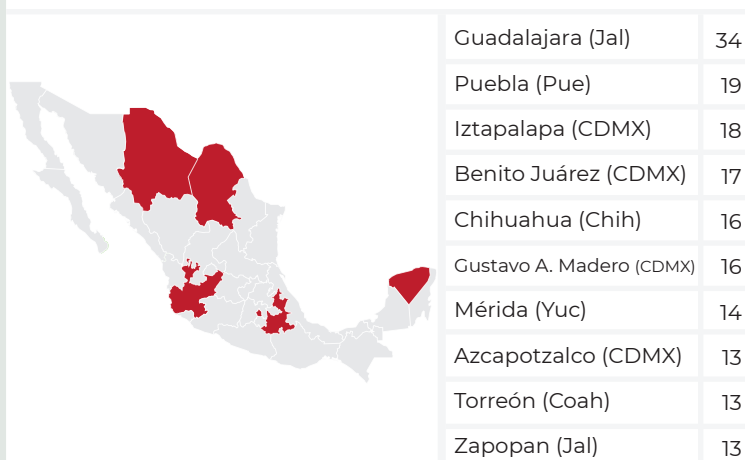 Guadalajara (Jal) 34
Puebla (Pue) 19
Iztapalapa (CDMX) 18
Benito Juárez (CDMX) 17
Chihuahua (Chih) 16
Gustavo A. Madero (CDMX) 16
Mérida (Yuc) 14
Azcapotzalco (CDMX) 13
Torreón (Coah) 13
Zapopan (Jal) 13